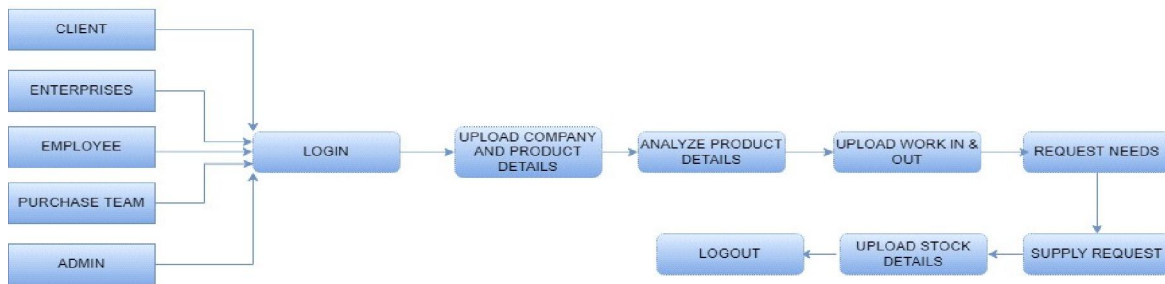 CLIENT
ENTERPRISES
EMPLOYEE
PURCHASE TEAM
ADMIN
LOGIN
UPLOAD COMPANY
AND PRODUCT
DETAILS
ANALYZE PRODUCT
DETAILS
UPLOAD WORK IN &
OUT
REQUEST NEEDS
SUPPLY REQUEST
UPLOAD STOCK
DETAILS
LOGOUT